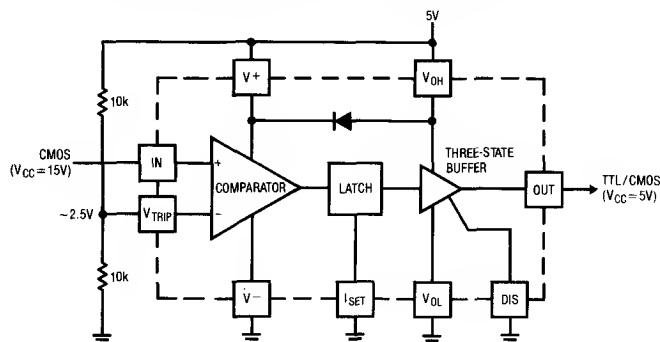 5V
V+
VOH
10k
CMOS
(VCC=15V)
IN
+
COMPARATOR
LATCH
THREE-STATE
BUFFER
OUT
TTL/CMOS
(VCC=5V)
~2.5V
VTRIP
−
10k
V−
ISET
VOL
DIS